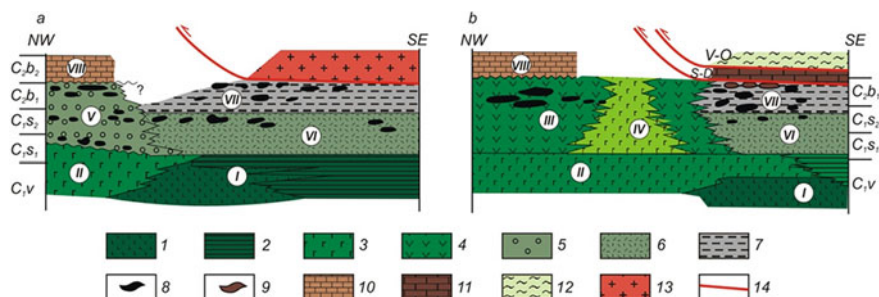 a
b
NW
SE
NW
SE
C₂b₂
C₂b₁
C₁s₂
C₁s₁
C₁v
VIII
?
V
VII
VI
II
I
VIII
V-O
S-D
VII
III
IV
VI
II
I
C₂b₁
C₁s₂
C₁s₁
C₁v
1
2
3
4
5
6
7
8
9
10
11
12
13
14